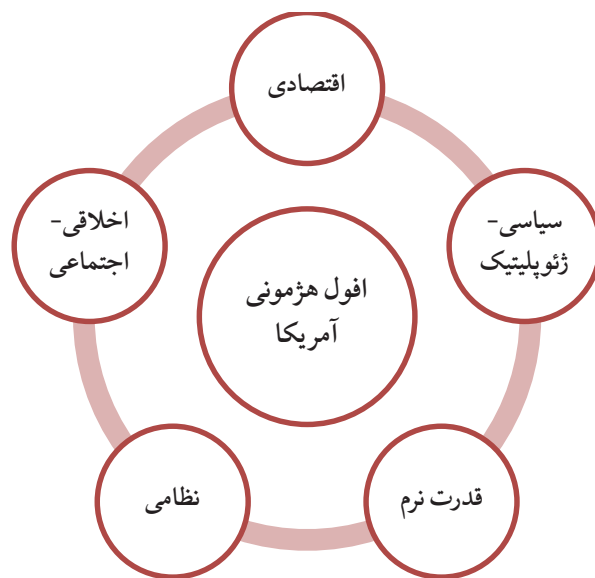 اقتصادی
سیاسی-
ژئوپلیتیک
قدرت نرم
نظامی
اخلاقی-
اجتماعی
افول هژمونی
آمریکا